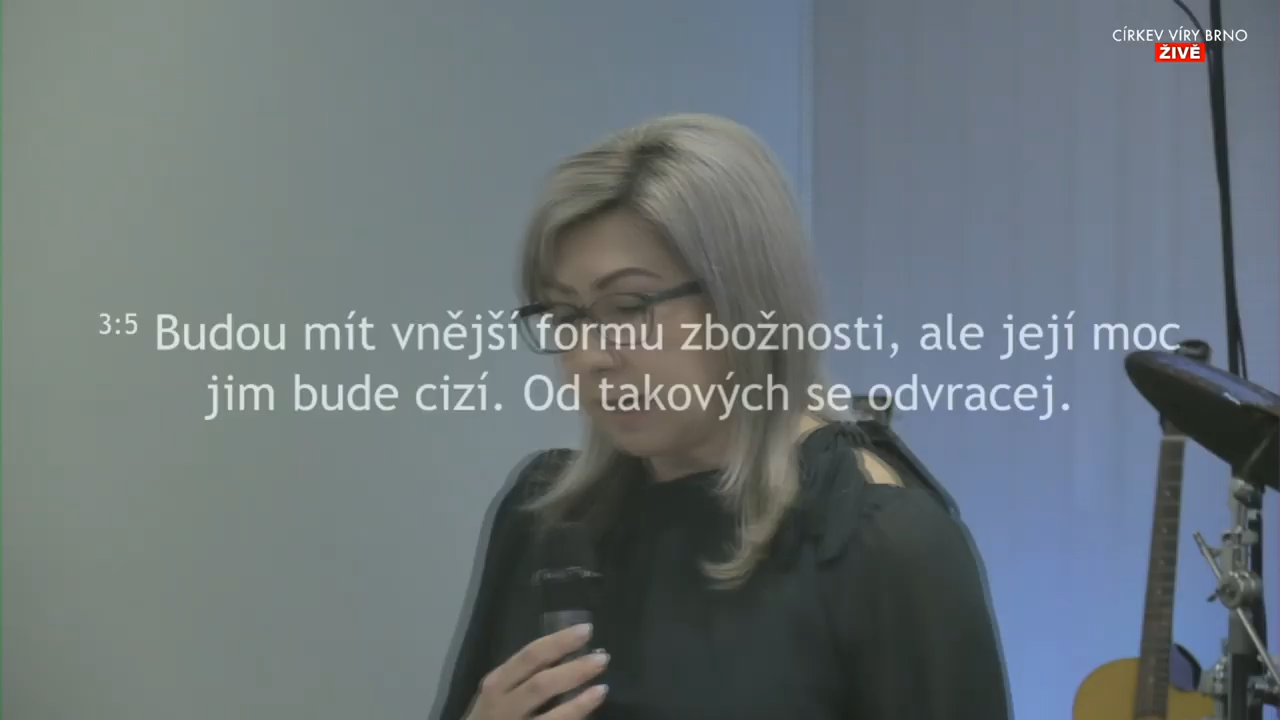 CÍRKEV VÍRY BRNO
ŽIVĚ
3:5 Budou mít vnější formu zbožnosti, ale její moc
jim bude cizí. Od takových se odvracej.